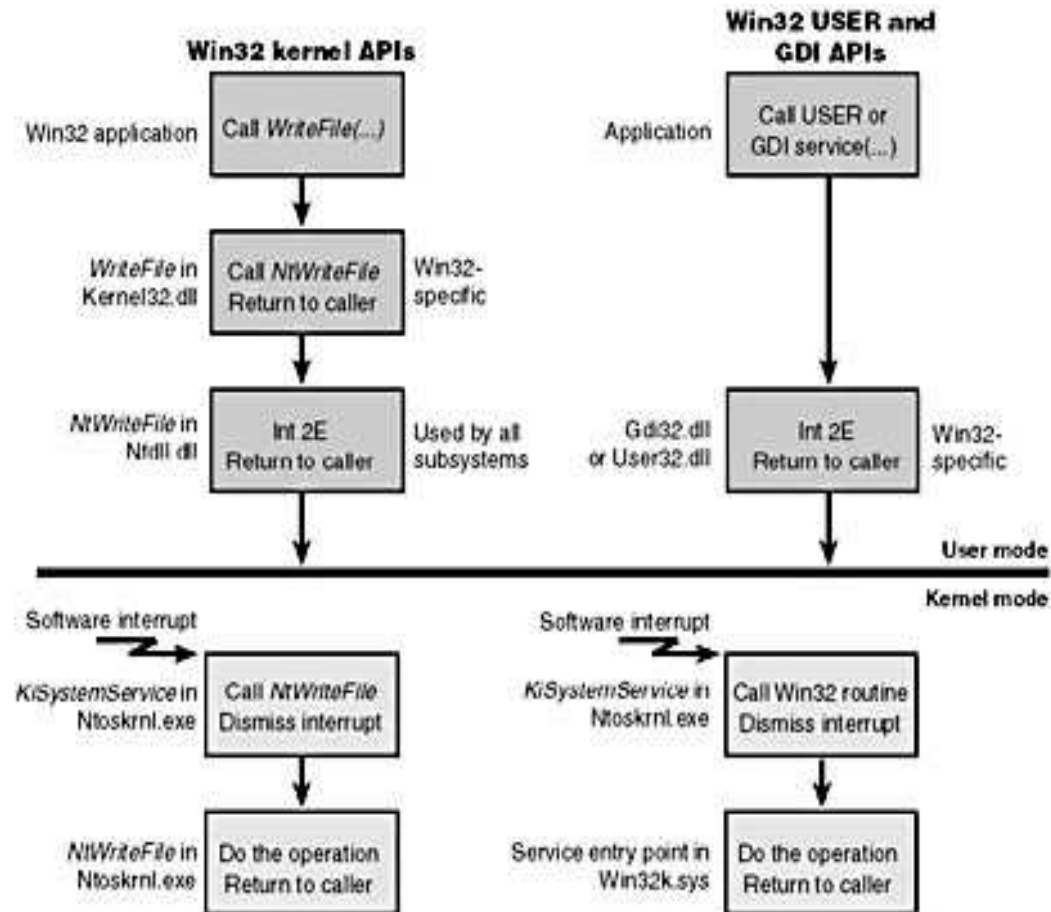 Win32 kernel APIs
Win32 USER and
GDI APIs
Win32 application
Call WriteFile(...)
Application
Call USER or
GDI service(...)
WriteFile in
Kernel32.dll
Call NtWriteFile
Return to caller
Win32-
specific
NtWriteFile in
Ntdll.dll
Int 2E
Return to caller
Used by all
subsystems
Gdi32.dll
or User32.dll
Int 2E
Return to caller
Win32-
specific
User mode
Kernel mode
Software interrupt
KiSystemService in
Ntoskrnl.exe
Call NtWriteFile
Dismiss interrupt
Software interrupt
KiSystemService in
Ntoskrnl.exe
Call Win32 routine
Dismiss interrupt
NtWriteFile in
Ntoskrnl.exe
Do the operation
Return to caller
Service entry point in
Win32k.sys
Do the operation
Return to caller